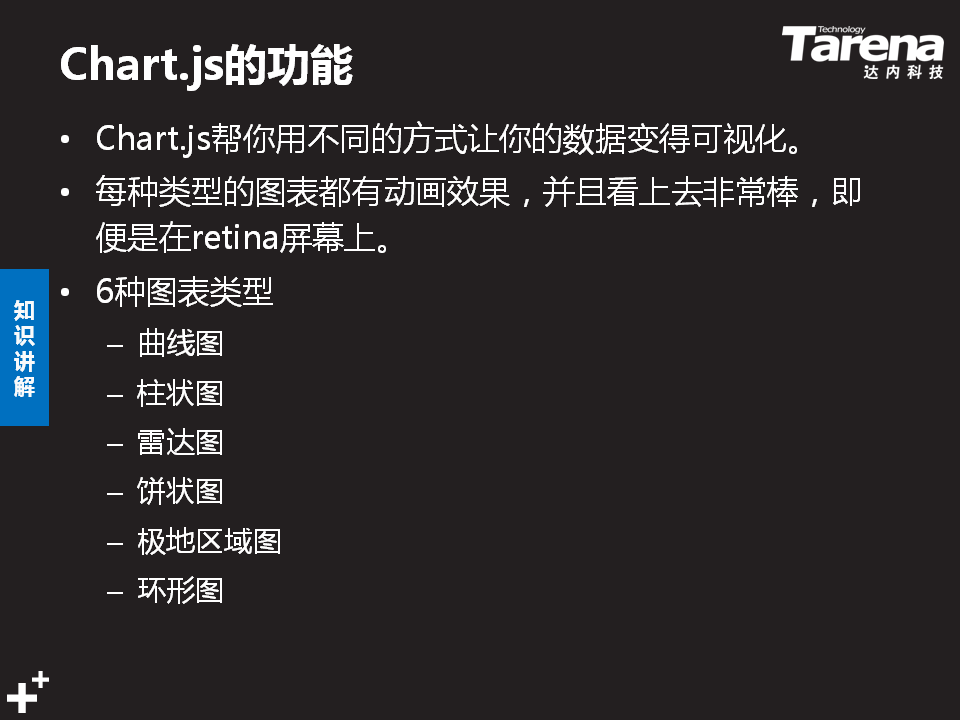 Chart.js的功能
Technology
Tarena
达内科技
• Chart.js帮你用不同的方式让你的数据变得可视化。
• 每种类型的图表都有动画效果，并且看上去非常棒，即
便是在retina屏幕上。
• 6种图表类型
– 曲线图
– 柱状图
– 雷达图
– 饼状图
– 极地区域图
– 环形图
知
识
讲
解